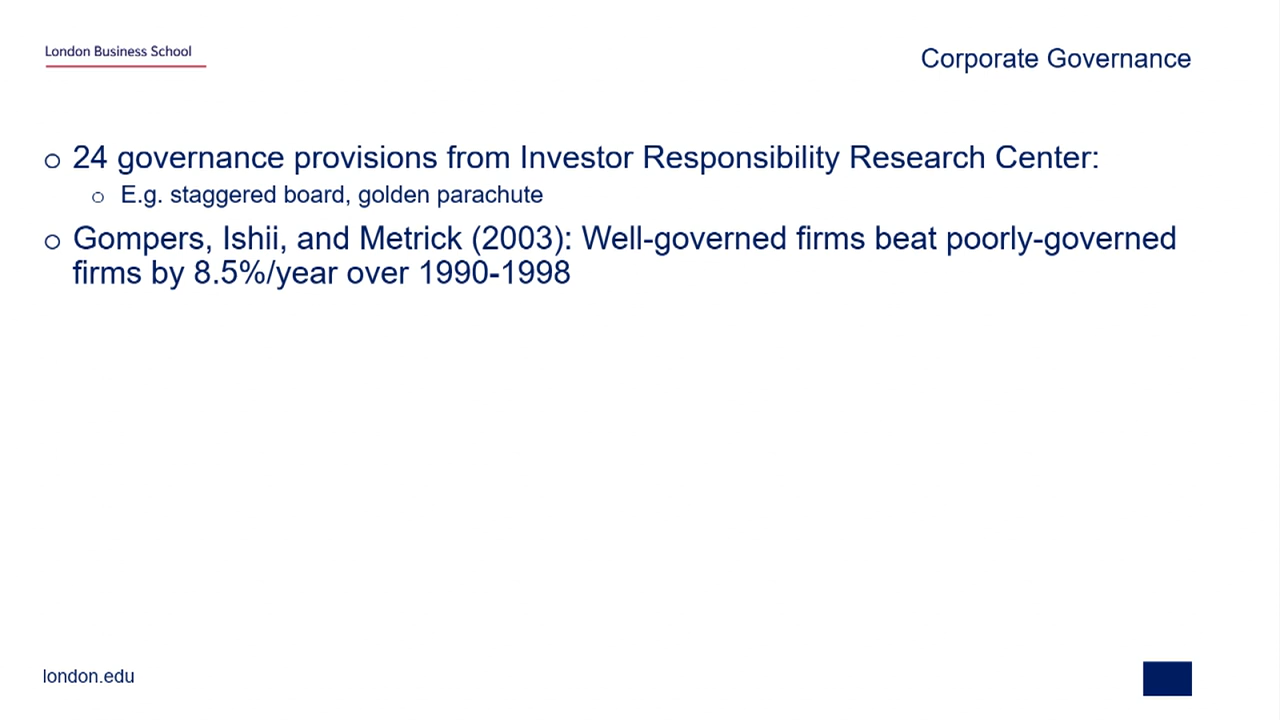 London Business School
Corporate Governance
o 24 governance provisions from Investor Responsibility Research Center:
o E.g. staggered board, golden parachute
o Gompers, Ishii, and Metrick (2003): Well-governed firms beat poorly-governed
firms by 8.5%/year over 1990-1998
london.edu